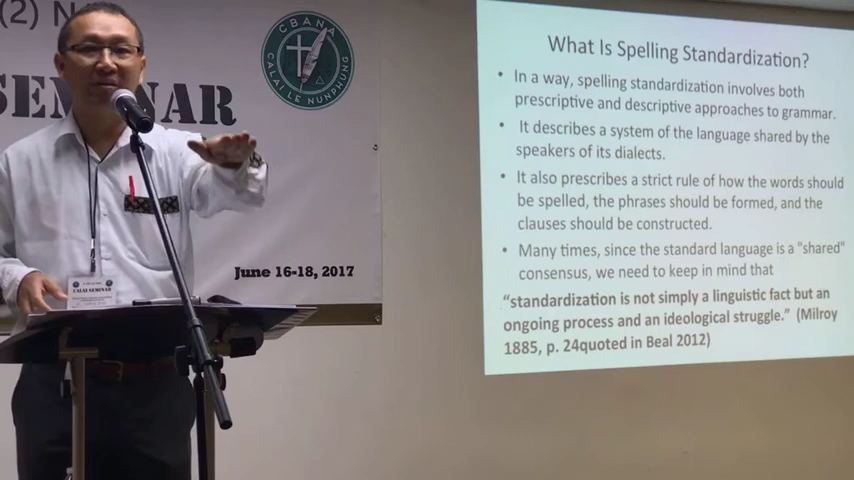 (2) N
SEMINAR
CBANA
CALAI LE NUNPHUNG
June 16-18, 2017
CALAI SEMINAR
What Is Spelling Standardization?
• In a way, spelling standardization involves both
prescriptive and descriptive approaches to grammar.
• It describes a system of the language shared by the
speakers of its dialects.
• It also prescribes a strict rule of how the words should
be spelled, the phrases should be formed, and the
clauses should be constructed.
• Many times, since the standard language is a "shared"
consensus, we need to keep in mind that
“standardization is not simply a linguistic fact but an
ongoing process and an ideological struggle.” (Milroy
1885, p. 24quoted in Beal 2012)